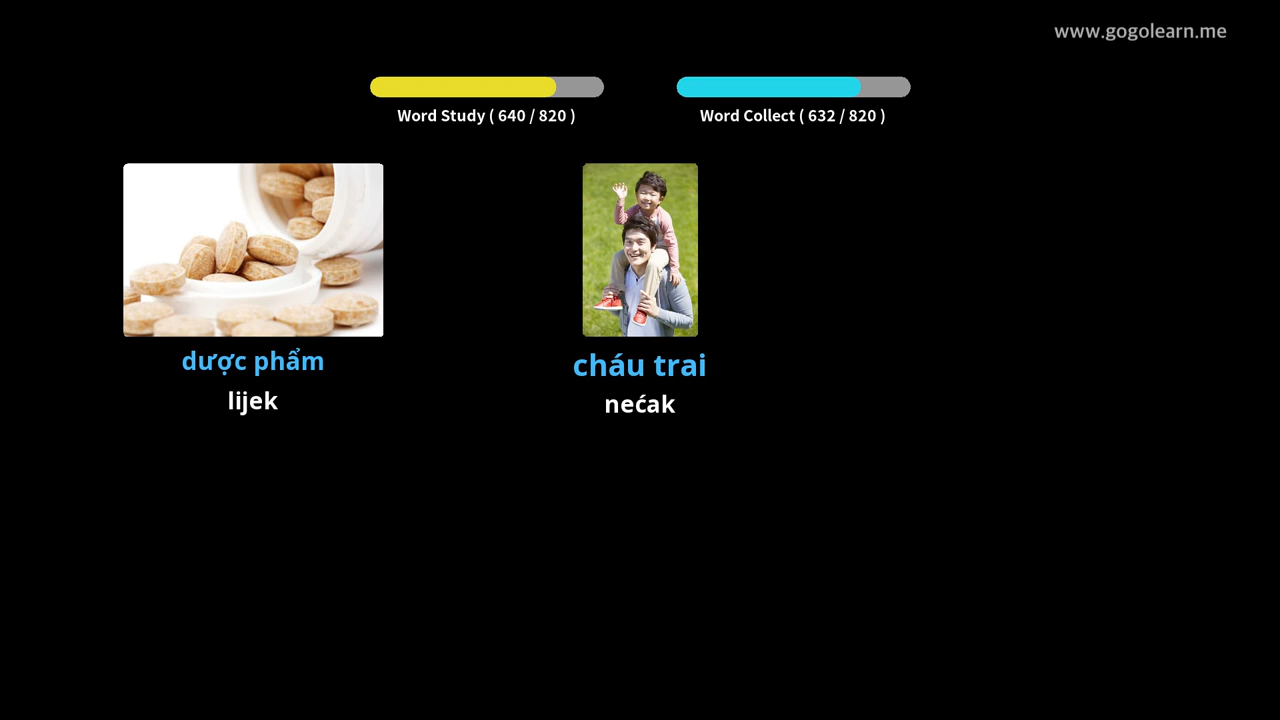 www.gogolearn.me
Word Study ( 640 / 820 )
Word Collect ( 632 / 820 )
dược phẩm
lijek
cháu trai
nećak